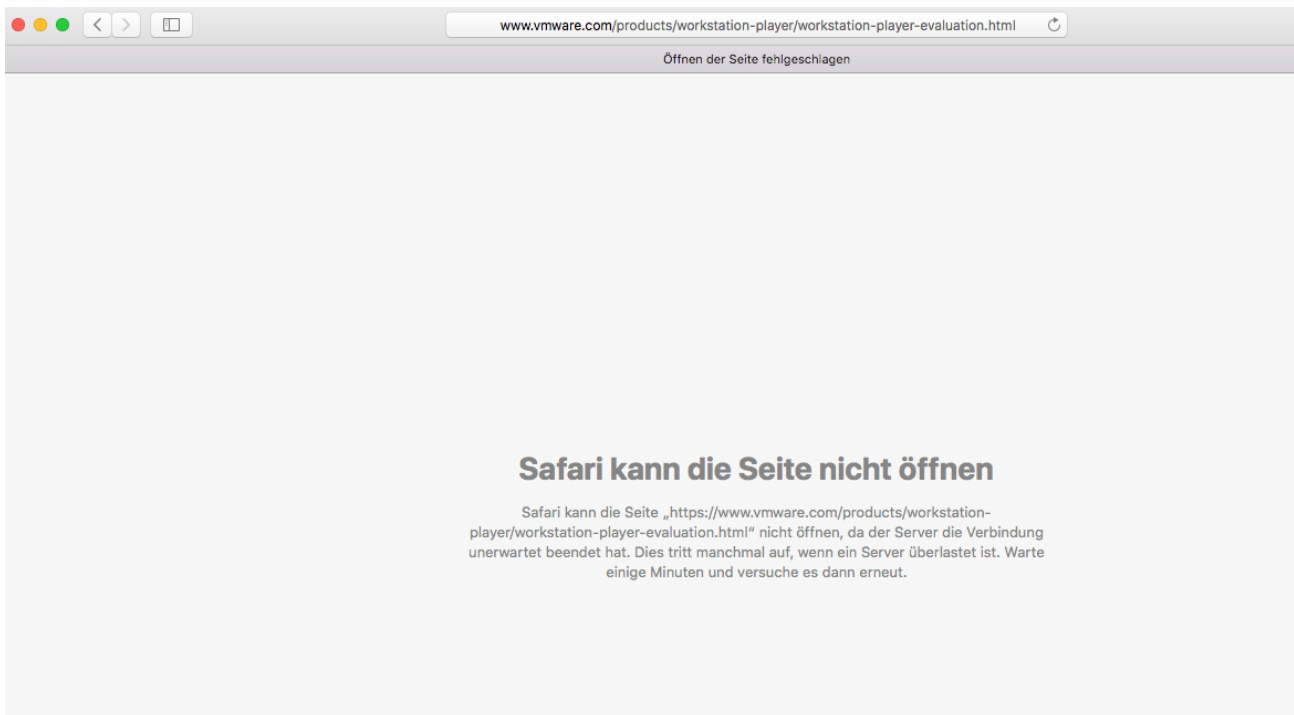 www.vmware.com/products/workstation-player/workstation-player-evaluation.html
Öffnen der Seite fehlgeschlagen
Safari kann die Seite nicht öffnen
Safari kann die Seite „https://www.vmware.com/products/workstation-
player/workstation-player-evaluation.html“ nicht öffnen, da der Server die Verbindung
unerwartet beendet hat. Dies tritt manchmal auf, wenn ein Server überlastet ist. Warte
einige Minuten und versuche es dann erneut.